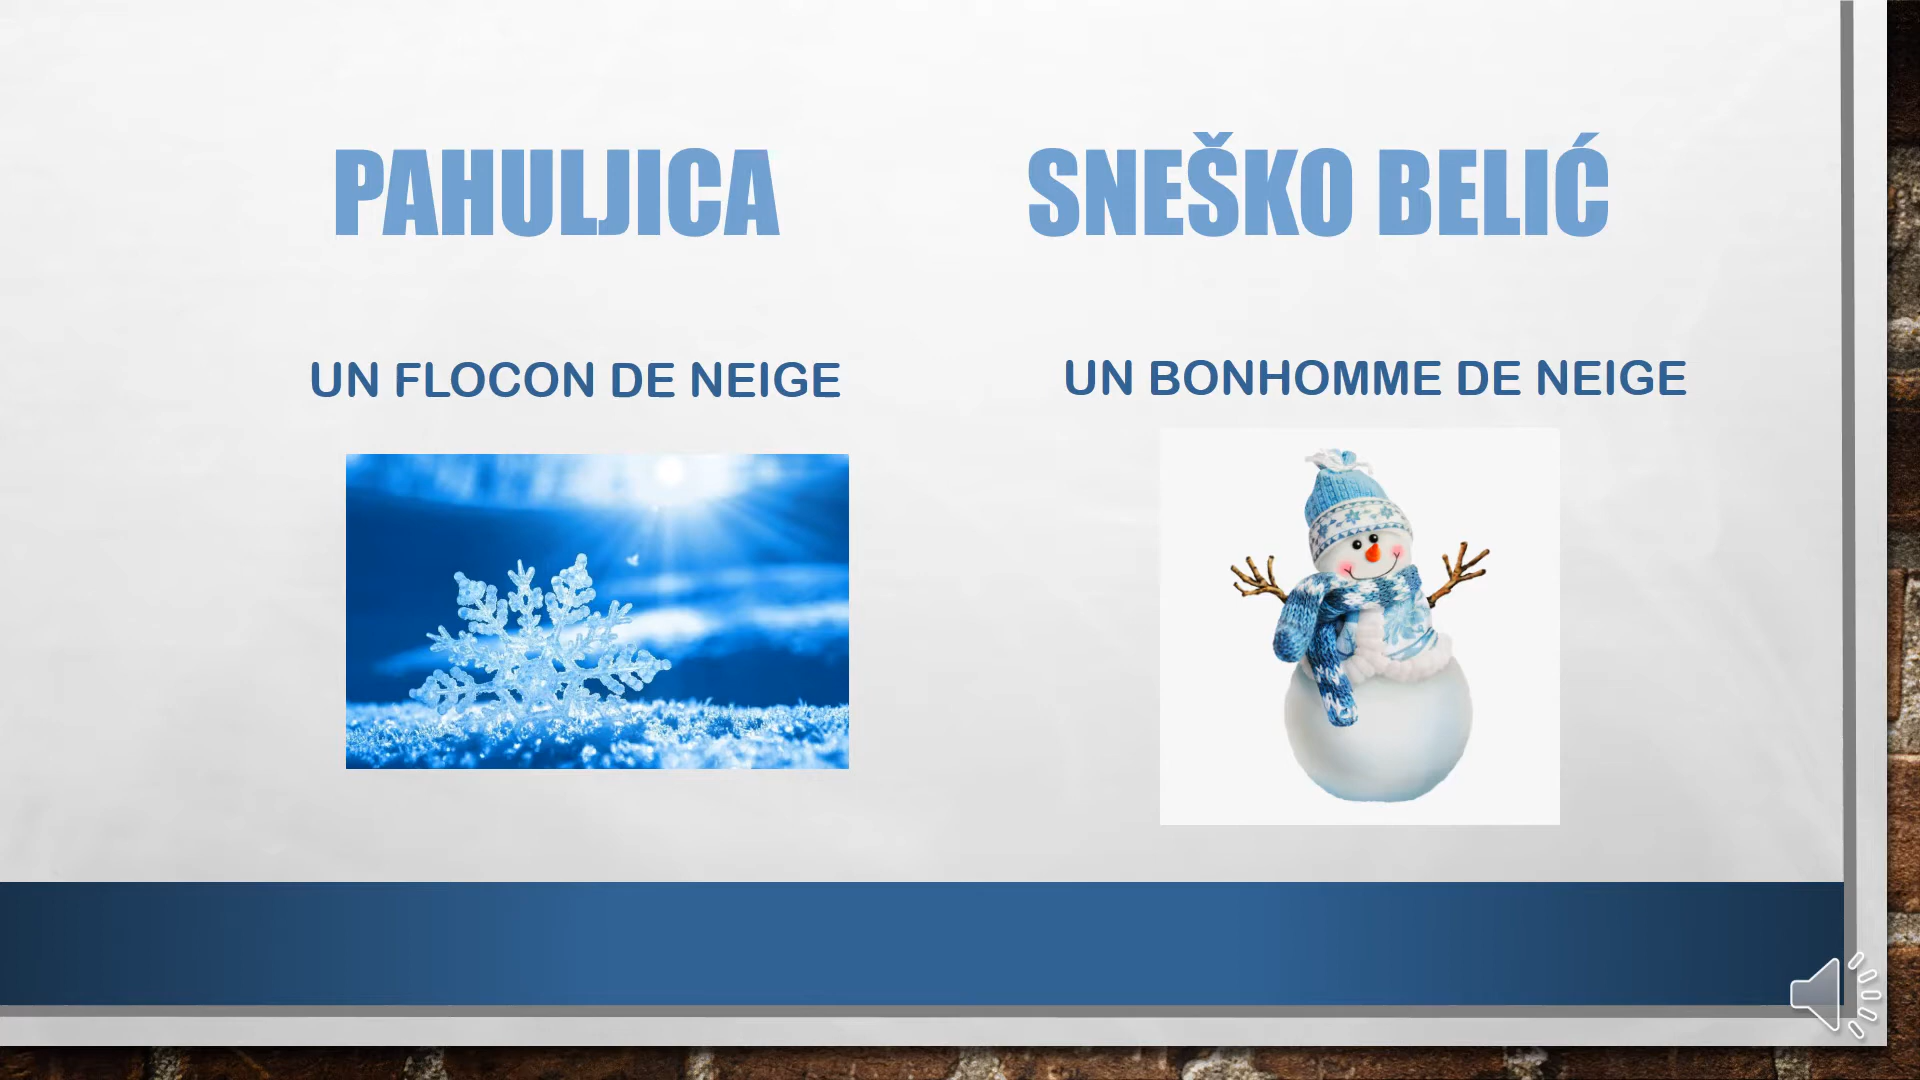 PAHULJICA
SNEŠKO BELIĆ
UN FLOCON DE NEIGE
UN BONHOMME DE NEIGE